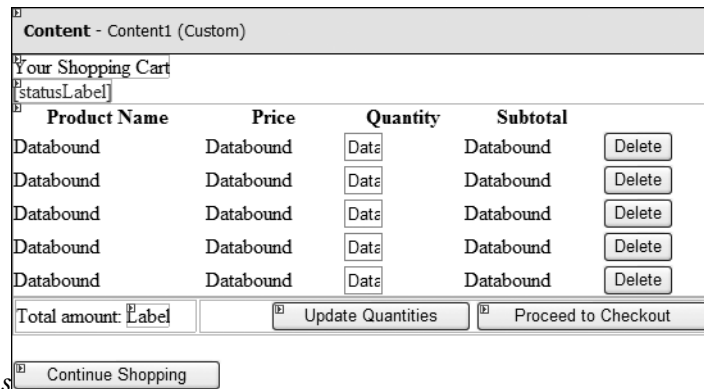 Content - Content1 (Custom)
Your Shopping Cart
[statusLabel]
Product Name Price Quantity Subtotal
Databound Databound Data Databound Delete
Databound Databound Data Databound Delete
Databound Databound Data Databound Delete
Databound Databound Data Databound Delete
Databound Databound Data Databound Delete
Total amount: Label Update Quantities Proceed to Checkout
s Continue Shopping